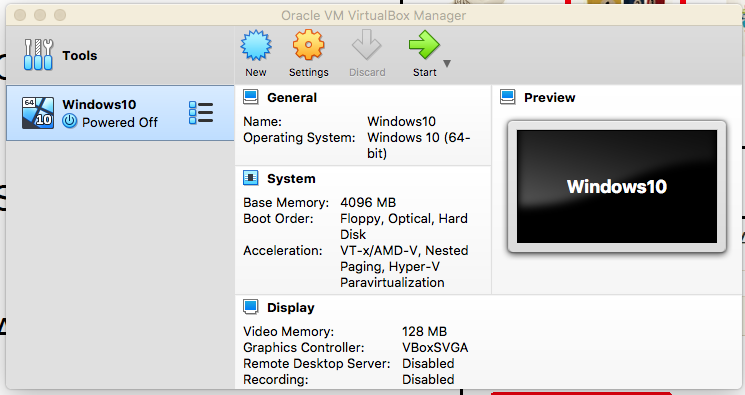 Oracle VM VirtualBox Manager
Tools
New
Settings
Discard
Start
64
10
Windows10
Powered Off
General
Name: Windows10
Operating System: Windows 10 (64-
bit)
System
Base Memory: 4096 MB
Boot Order: Floppy, Optical, Hard
Disk
Acceleration: VT-x/AMD-V, Nested
Paging, Hyper-V
Paravirtualization
Display
Video Memory: 128 MB
Graphics Controller: VBoxSVGA
Remote Desktop Server: Disabled
Recording: Disabled
Preview
Windows10